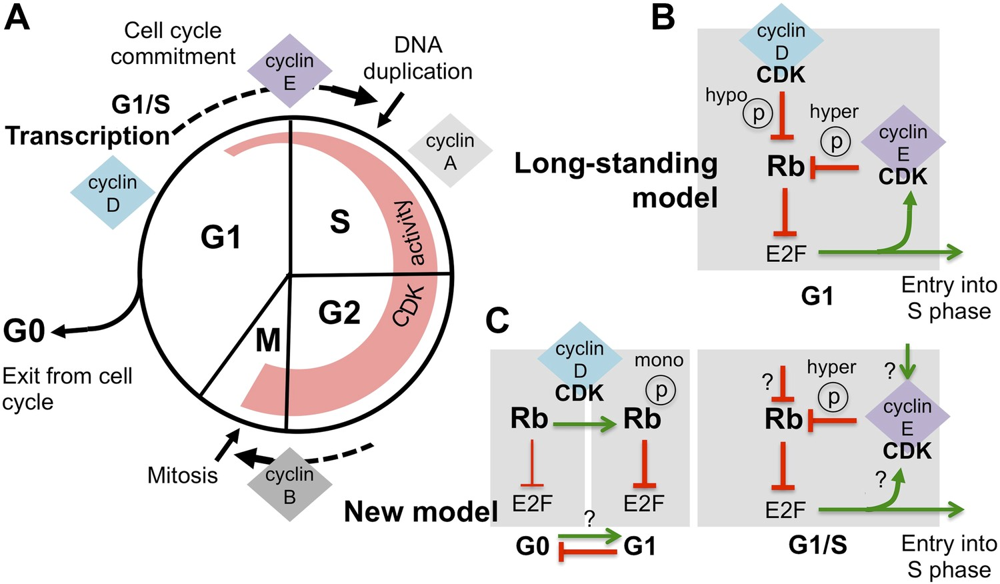 A
Cell cycle
commitment
cyclin
E
DNA
duplication
G1/S
Transcription
cyclin
A
cyclin
D
G1
S
CDK activity
G2
M
G0
Exit from cell
cycle
Mitosis
cyclin
B
B
cyclin
D
CDK
hypo
p
hyper
p
cyclin
E
CDK
Long-standing
model
Rb
E2F
G1
Entry into
S phase
C
New model
cyclin
D
CDK
mono
p
Rb
Rb
E2F
E2F
?
G0
G1
?
hyper
p
?
cyclin
E
CDK
Rb
?
E2F
G1/S
Entry into
S phase